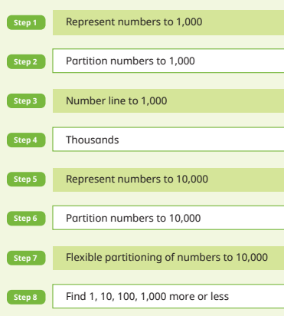 Step 1 Represent numbers to 1,000
Step 2 Partition numbers to 1,000
Step 3 Number line to 1,000
Step 4 Thousands
Step 5 Represent numbers to 10,000
Step 6 Partition numbers to 10,000
Step 7 Flexible partitioning of numbers to 10,000
Step 8 Find 1, 10, 100, 1,000 more or less